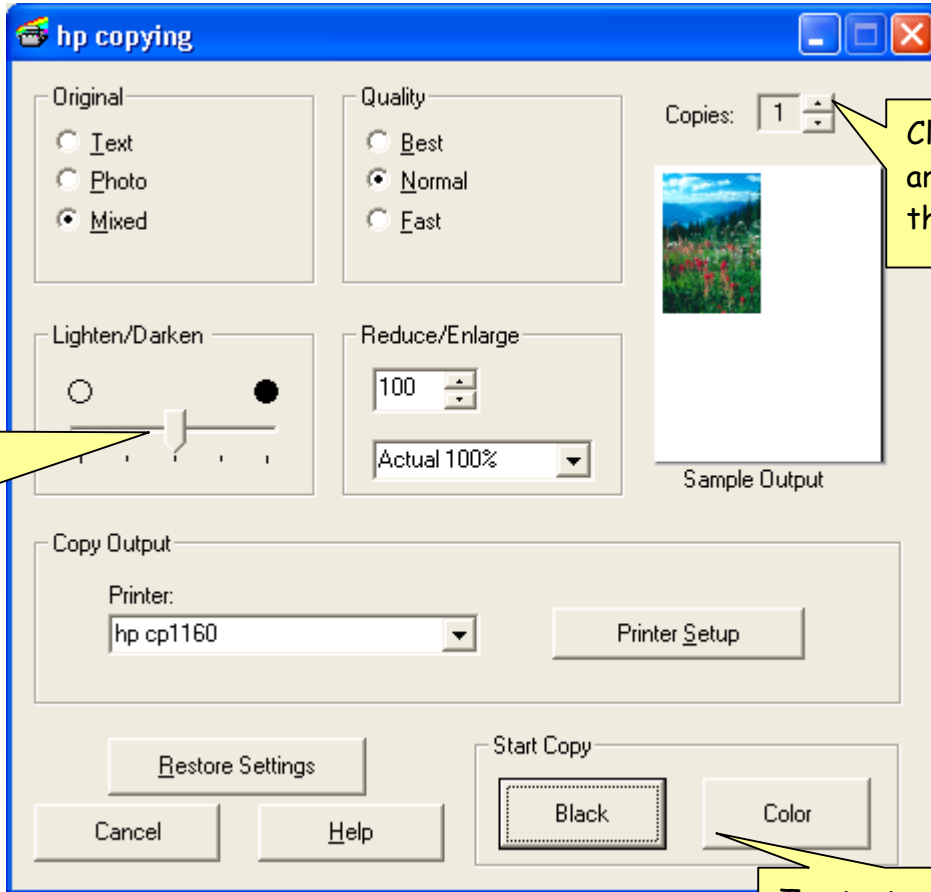 hp copying
Original
Text
Photo
Mixed
Quality
Best
Normal
Fast
Copies: 1
Lighten/Darken
Reduce/Enlarge
100
Actual 100%
Sample Output
Copy Output
Printer:
hp cp1160
Printer Setup
Restore Settings
Cancel
Help
Start Copy
Black
Color